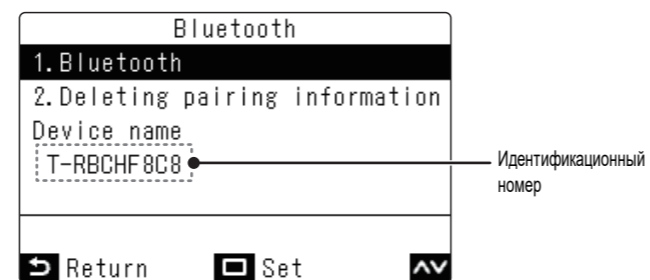 Bluetooth
1.Bluetooth
2.Deleting pairing information
Device name
T-RBCHF8C8
Идентификационный
номер
Return Set